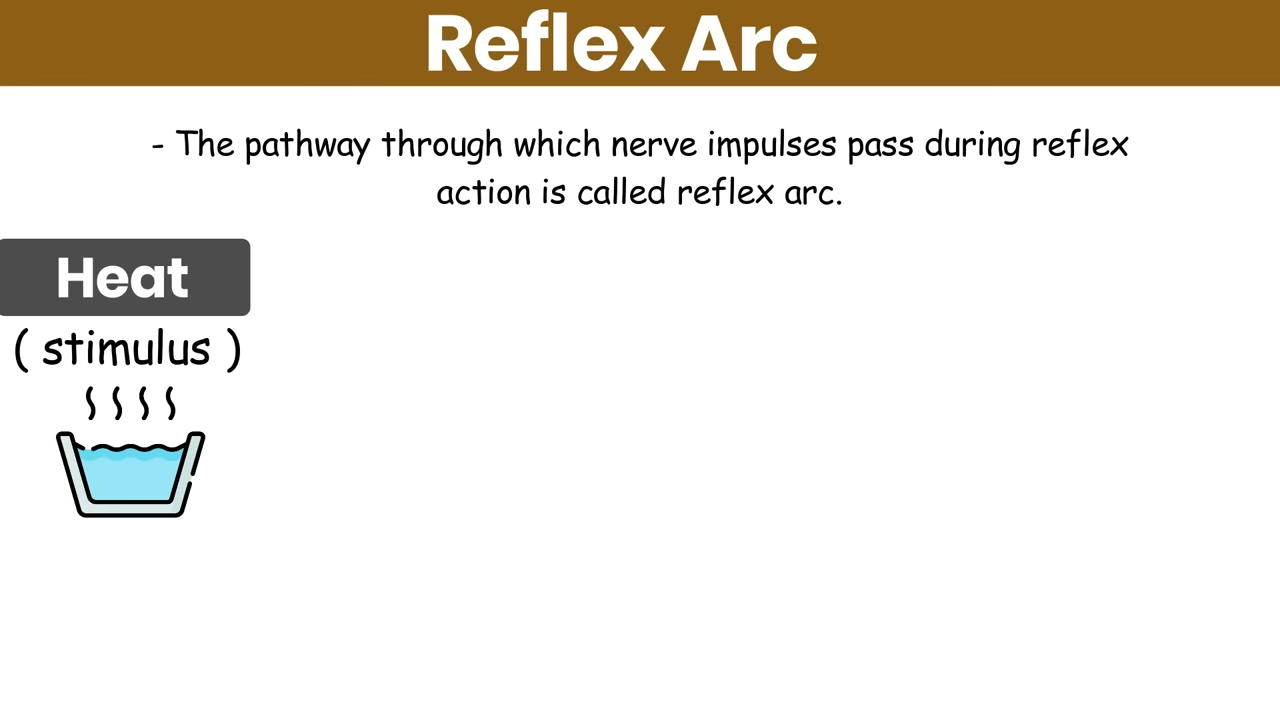 Reflex Arc
- The pathway through which nerve impulses pass during reflex
action is called reflex arc.
Heat
( stimulus )